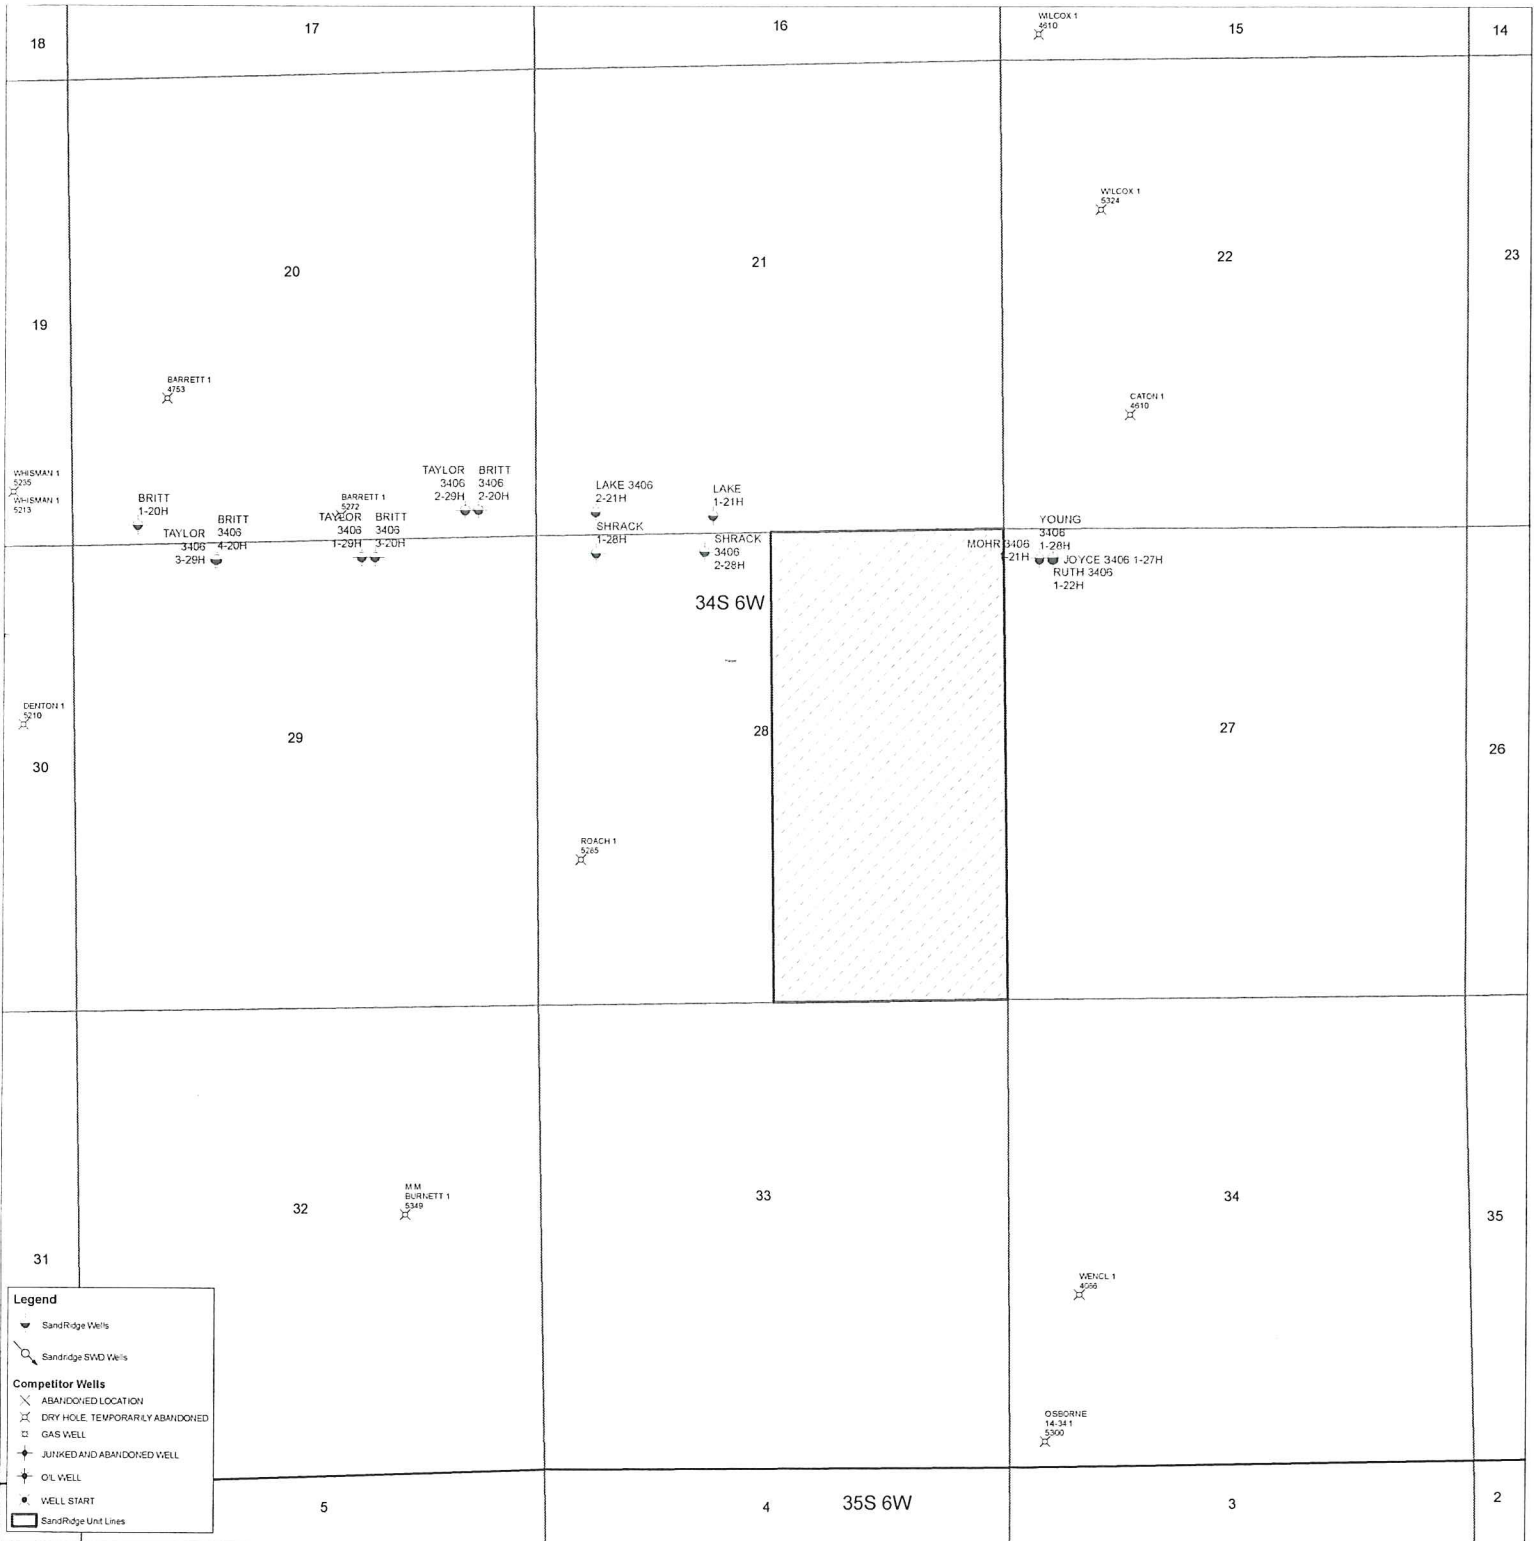 18
17
16
15
14
WILCOX 1
4610
WILCOX 1
5324
20
21
22
23
19
BARRETT 1
4753
CATON 1
4610
WHISMAN 1
5235
WHISMAN 1
5213
BRITT
1-20H
TAYLOR
3406
3-29H
BRITT
3406
4-20H
BARRETT 1
5272
TAYLOR
3406
1-29H
BRITT
3406
3-20H
TAYLOR
3406
2-29H
BRITT
3406
2-20H
LAKE 3406
2-21H
SHRACK
1-28H
LAKE
1-21H
SHRACK
3406
2-28H
MOHR 3406
1-21H
YOUNG
3406
1-28H
JOYCE 3406 1-27H
RUTH 3406
1-22H
34S 6W
DENTON 1
5210
30
29
28
27
26
ROACH 1
5285
M M
BURNETT 1
5349
32
33
34
35
31
WENCL 1
OSBORNE
14-34 1
5300
Legend
SandRidge Wells
Sandridge SWD Wells
Competitor Wells
ABANDONED LOCATION
DRY HOLE, TEMPORARILY ABANDONED
GAS WELL
JUNKED AND ABANDONED WELL
OIL WELL
WELL START
SandRidge Unit Lines
5
4
35S 6W
3
2